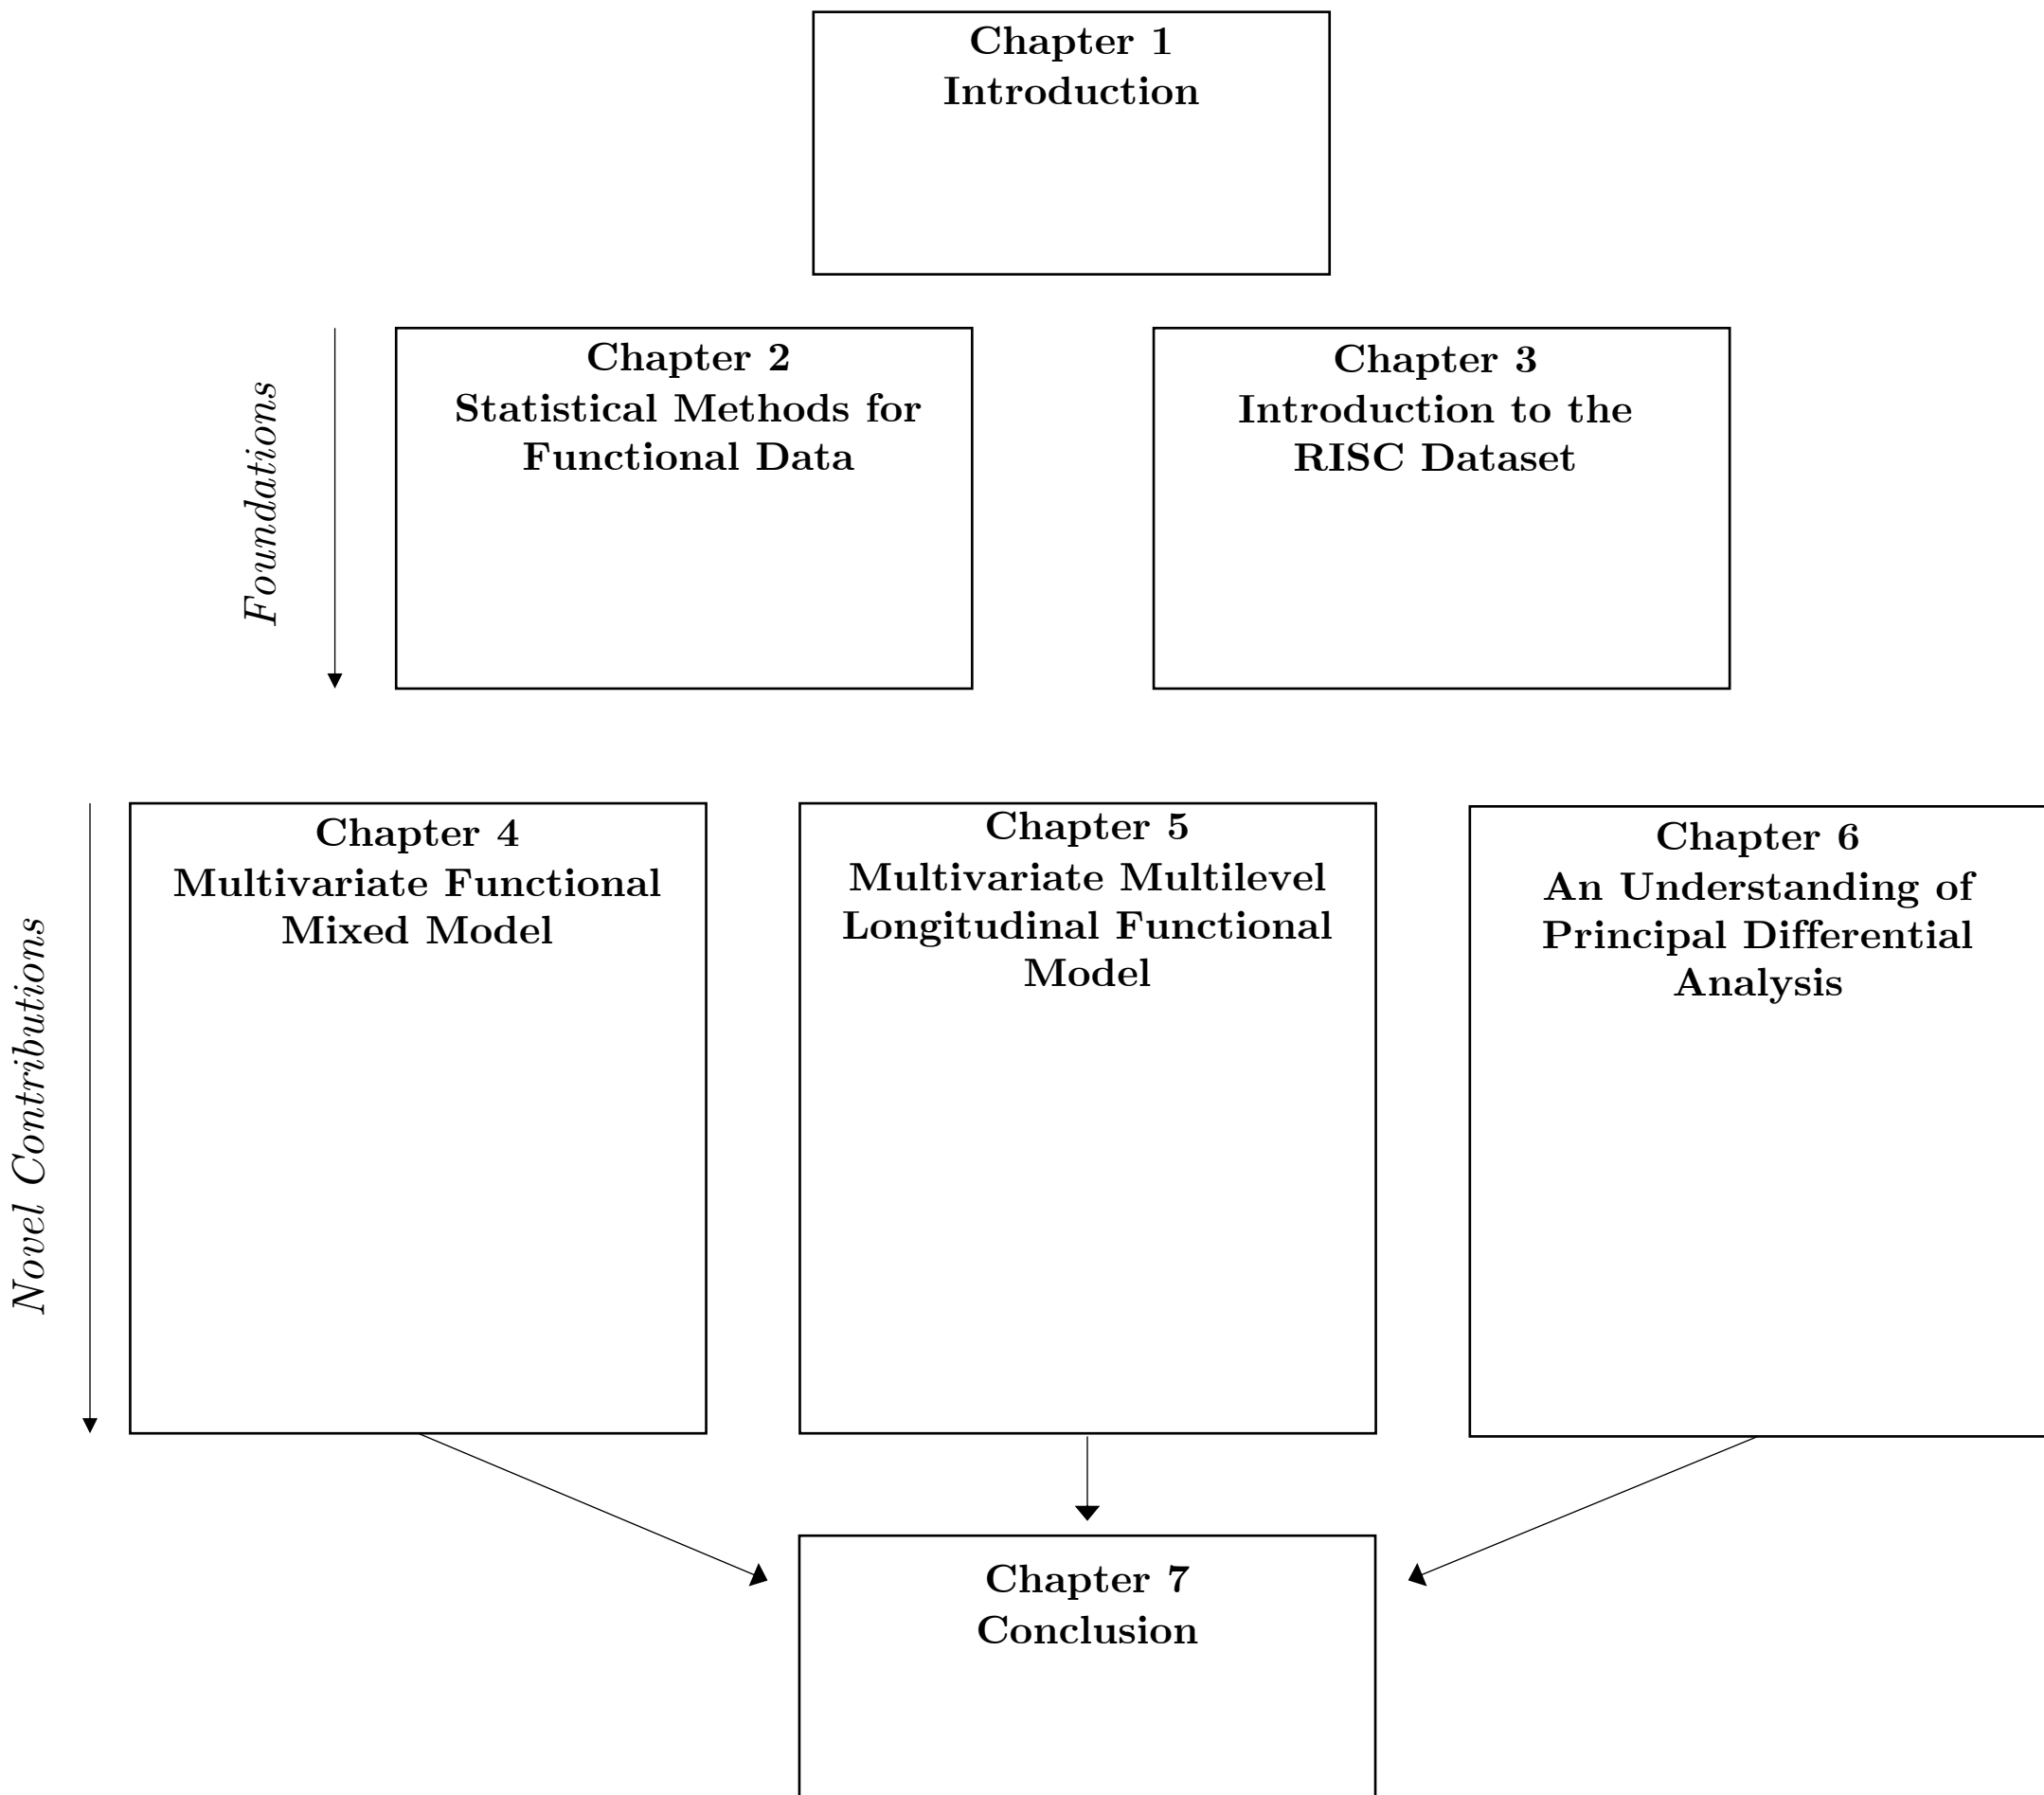 Chapter 1
Introduction
Foundations
Chapter 2
Statistical Methods for
Functional Data
Chapter 3
Introduction to the
RISC Dataset
Novel Contributions
Chapter 4
Multivariate Functional
Mixed Model
Chapter 5
Multivariate Multilevel
Longitudinal Functional
Model
Chapter 6
An Understanding of
Principal Differential
Analysis
Chapter 7
Conclusion